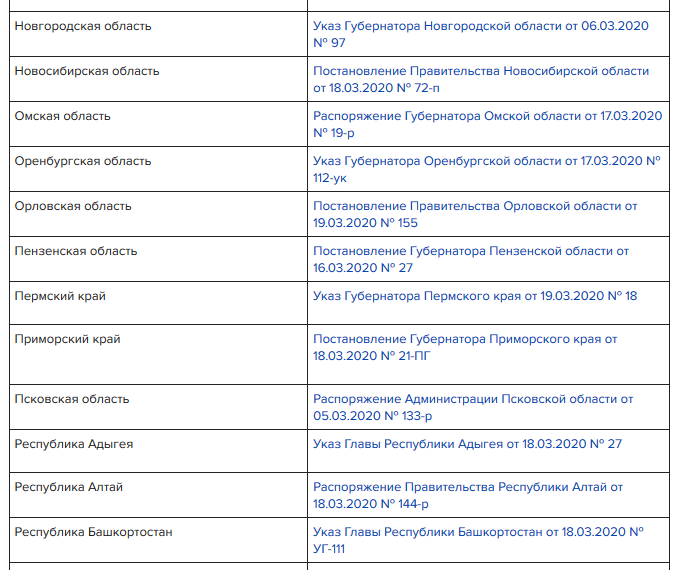 Новгородская область
Указ Губернатора Новгородской области от 06.03.2020
№ 97
Новосибирская область
Постановление Правительства Новосибирской области
от 18.03.2020 № 72-п
Омская область
Распоряжение Губернатора Омской области от 17.03.2020
№ 19-р
Оренбургская область
Указ Губернатора Оренбургской области от 17.03.2020 №
112-ук
Орловская область
Постановление Правительства Орловской области от
19.03.2020 № 155
Пензенская область
Постановление Губернатора Пензенской области от
16.03.2020 № 27
Пермский край
Указ Губернатора Пермского края от 19.03.2020 № 18
Приморский край
Постановление Губернатора Приморского края от
18.03.2020 № 21-ПГ
Псковская область
Распоряжение Администрации Псковской области от
05.03.2020 № 133-р
Республика Адыгея
Указ Главы Республики Адыгея от 18.03.2020 № 27
Республика Алтай
Распоряжение Правительства Республики Алтай от
18.03.2020 № 144-р
Республика Башкортостан
Указ Главы Республики Башкортостан от 18.03.2020 №
УГ-111